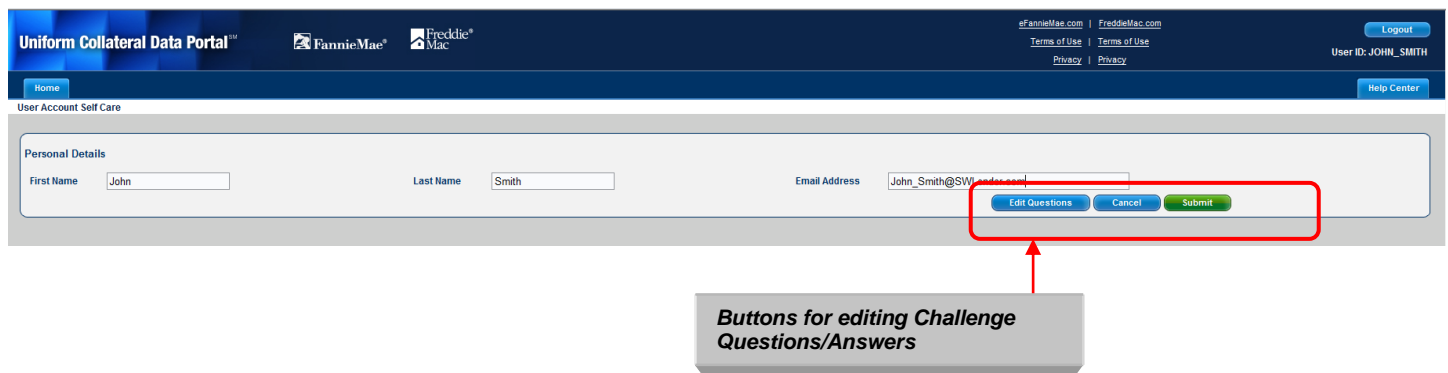 Uniform Collateral Data Portal℠
FannieMae®
Freddie®
Mac
eFannieMae.com | FreddieMac.com
Terms of Use | Terms of Use
Privacy | Privacy
Logout
User ID: JOHN_SMITH
Home
Help Center
User Account Self Care
Personal Details
First Name John Last Name Smith Email Address John_Smith@SWLender.com
Edit Questions Cancel Submit
Buttons for editing Challenge
Questions/Answers